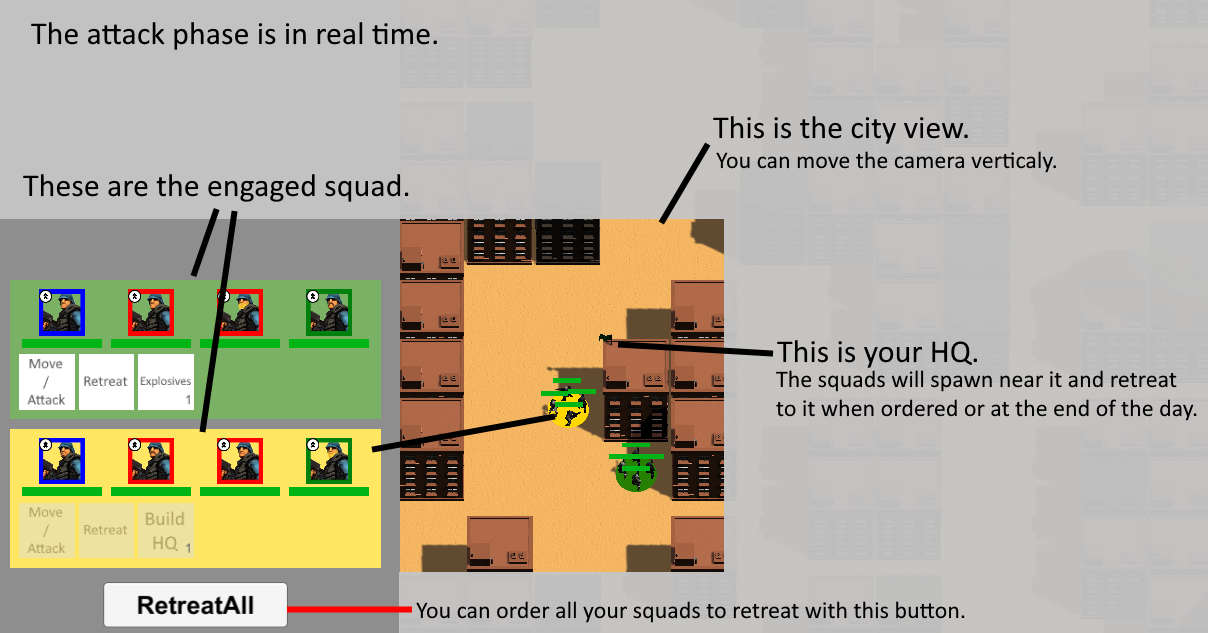 The attack phase is in real time.
This is the city view.
You can move the camera verticaly.
These are the engaged squad.
Move
/
Attack
Retreat
Explosives
1
This is your HQ.
The squads will spawn near it and retreat
to it when ordered or at the end of the day.
Move
/
Attack
Retreat
Build
HQ
1
RetreatAll
You can order all your squads to retreat with this button.